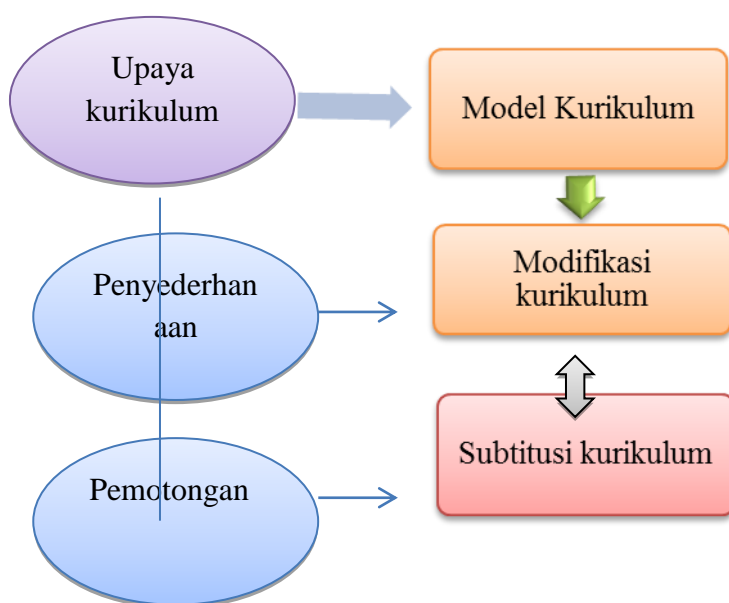 Upaya
kurikulum
Model Kurikulum
Penyederhan
aan
Modifikasi
kurikulum
Pemotongan
Subtitusi kurikulum